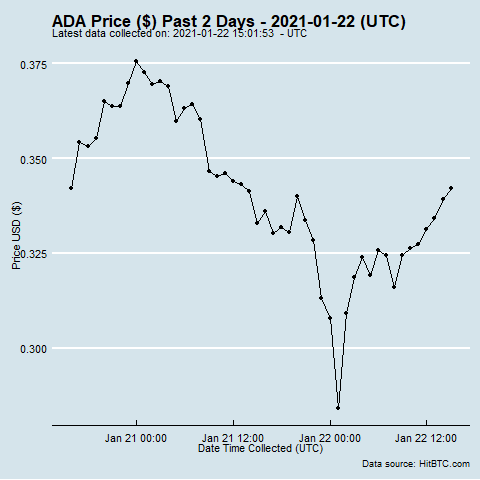 ADA Price ($) Past 2 Days - 2021-01-22 (UTC)
Latest data collected on: 2021-01-22 15:01:53  - UTC
0.375
0.350
0.325
0.300
Price USD ($)
Jan 21 00:00 Jan 21 12:00 Jan 22 00:00 Jan 22 12:00
Date Time Collected (UTC)
Data source: HitBTC.com